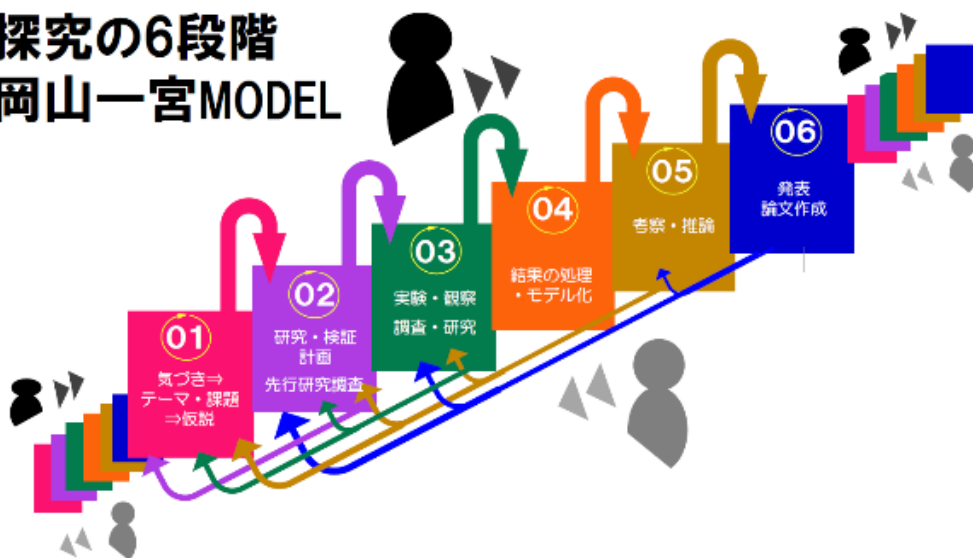 探究の6段階
岡山一宮MODEL
01
気づき⇒
テーマ・課題
⇒仮説
02
研究・検証
計画
先行研究調査
03
実験・観察
調査・研究
04
結果の処理
・モデル化
05
考察・推論
06
発表
論文作成